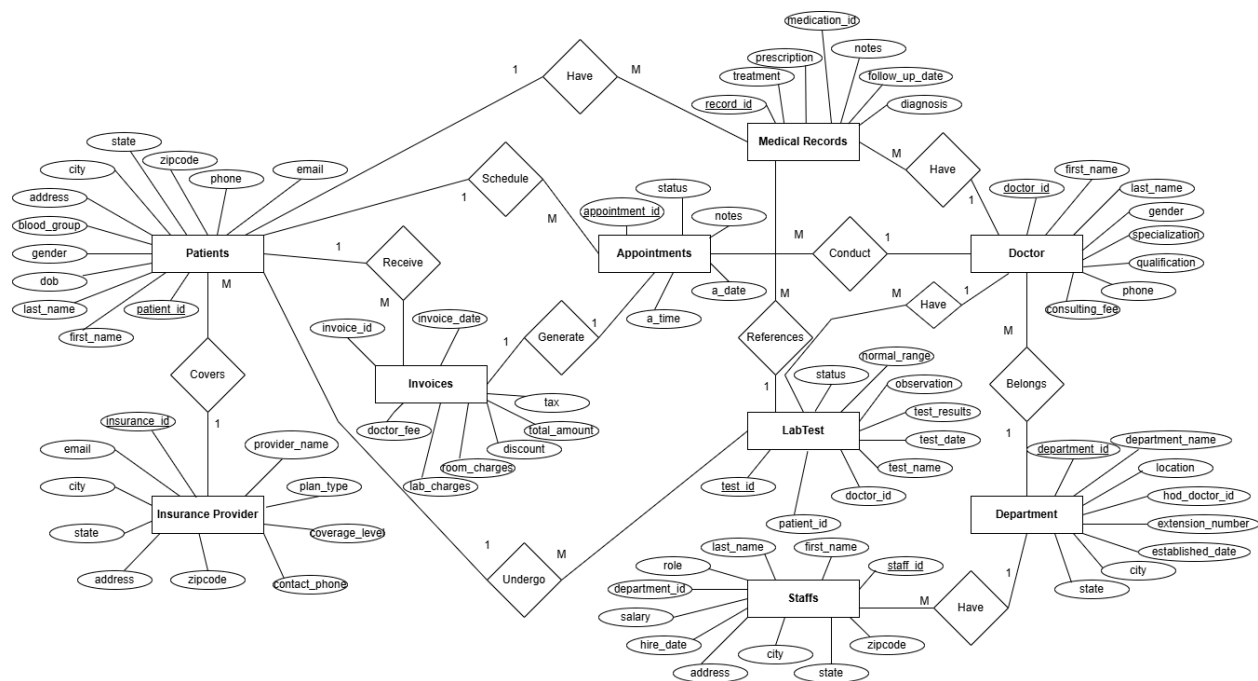 medication_id
prescription
notes
treatment
follow_up_date
record_id
diagnosis
Medical Records
1
Have
M
state
zipcode
email
city
phone
address
blood_group
gender
dob
last_name
first_name
patient_id
Patients
1
Schedule
M
status
appointment_id
notes
Appointments
a_date
a_time
M
Have
1
doctor_id
first_name
last_name
gender
specialization
qualification
phone
consulting_fee
Doctor
M
Conduct
1
1
Receive
M
invoice_id
invoice_date
Invoices
doctor_fee
lab_charges
room_charges
discount
total_amount
tax
1
Generate
1
M
References
1
M
Have
1
M
Belongs
1
M
Covers
1
insurance_id
provider_name
email
city
plan_type
state
coverage_level
address
zipcode
contact_phone
Insurance Provider
normal_range
status
observation
test_results
test_date
test_name
LabTest
test_id
doctor_id
patient_id
1
Undergo
M
department_id
department_name
location
hod_doctor_id
extension_number
established_date
city
state
Department
last_name
first_name
role
staff_id
department_id
salary
hire_date
address
city
state
zipcode
Staffs
M
Have
1